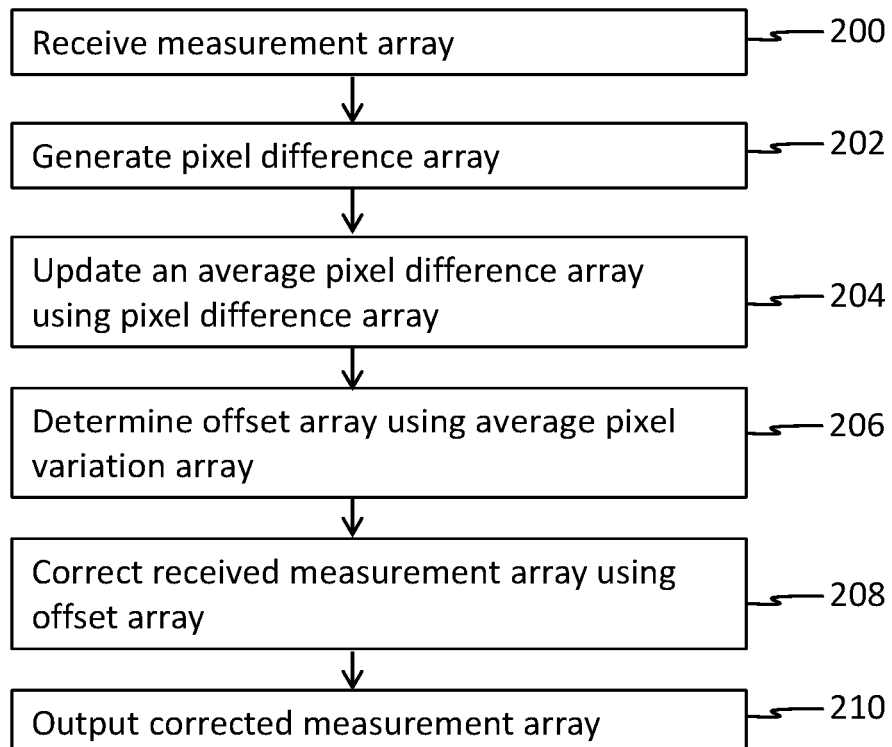 Receive measurement array
200
Generate pixel difference array
202
Update an average pixel difference array
using pixel difference array
204
Determine offset array using average pixel
variation array
206
Correct received measurement array using
offset array
208
Output corrected measurement array
210